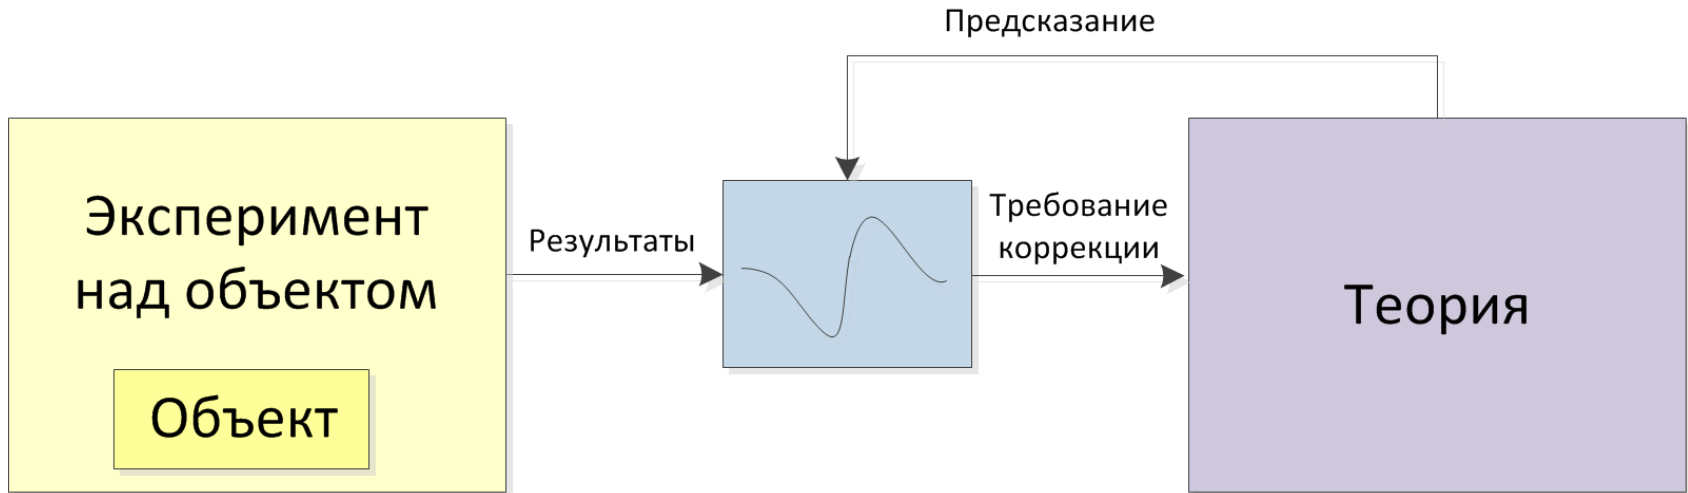 Предсказание
Эксперимент
над объектом
Объект
Результаты
Требование
коррекции
Теория